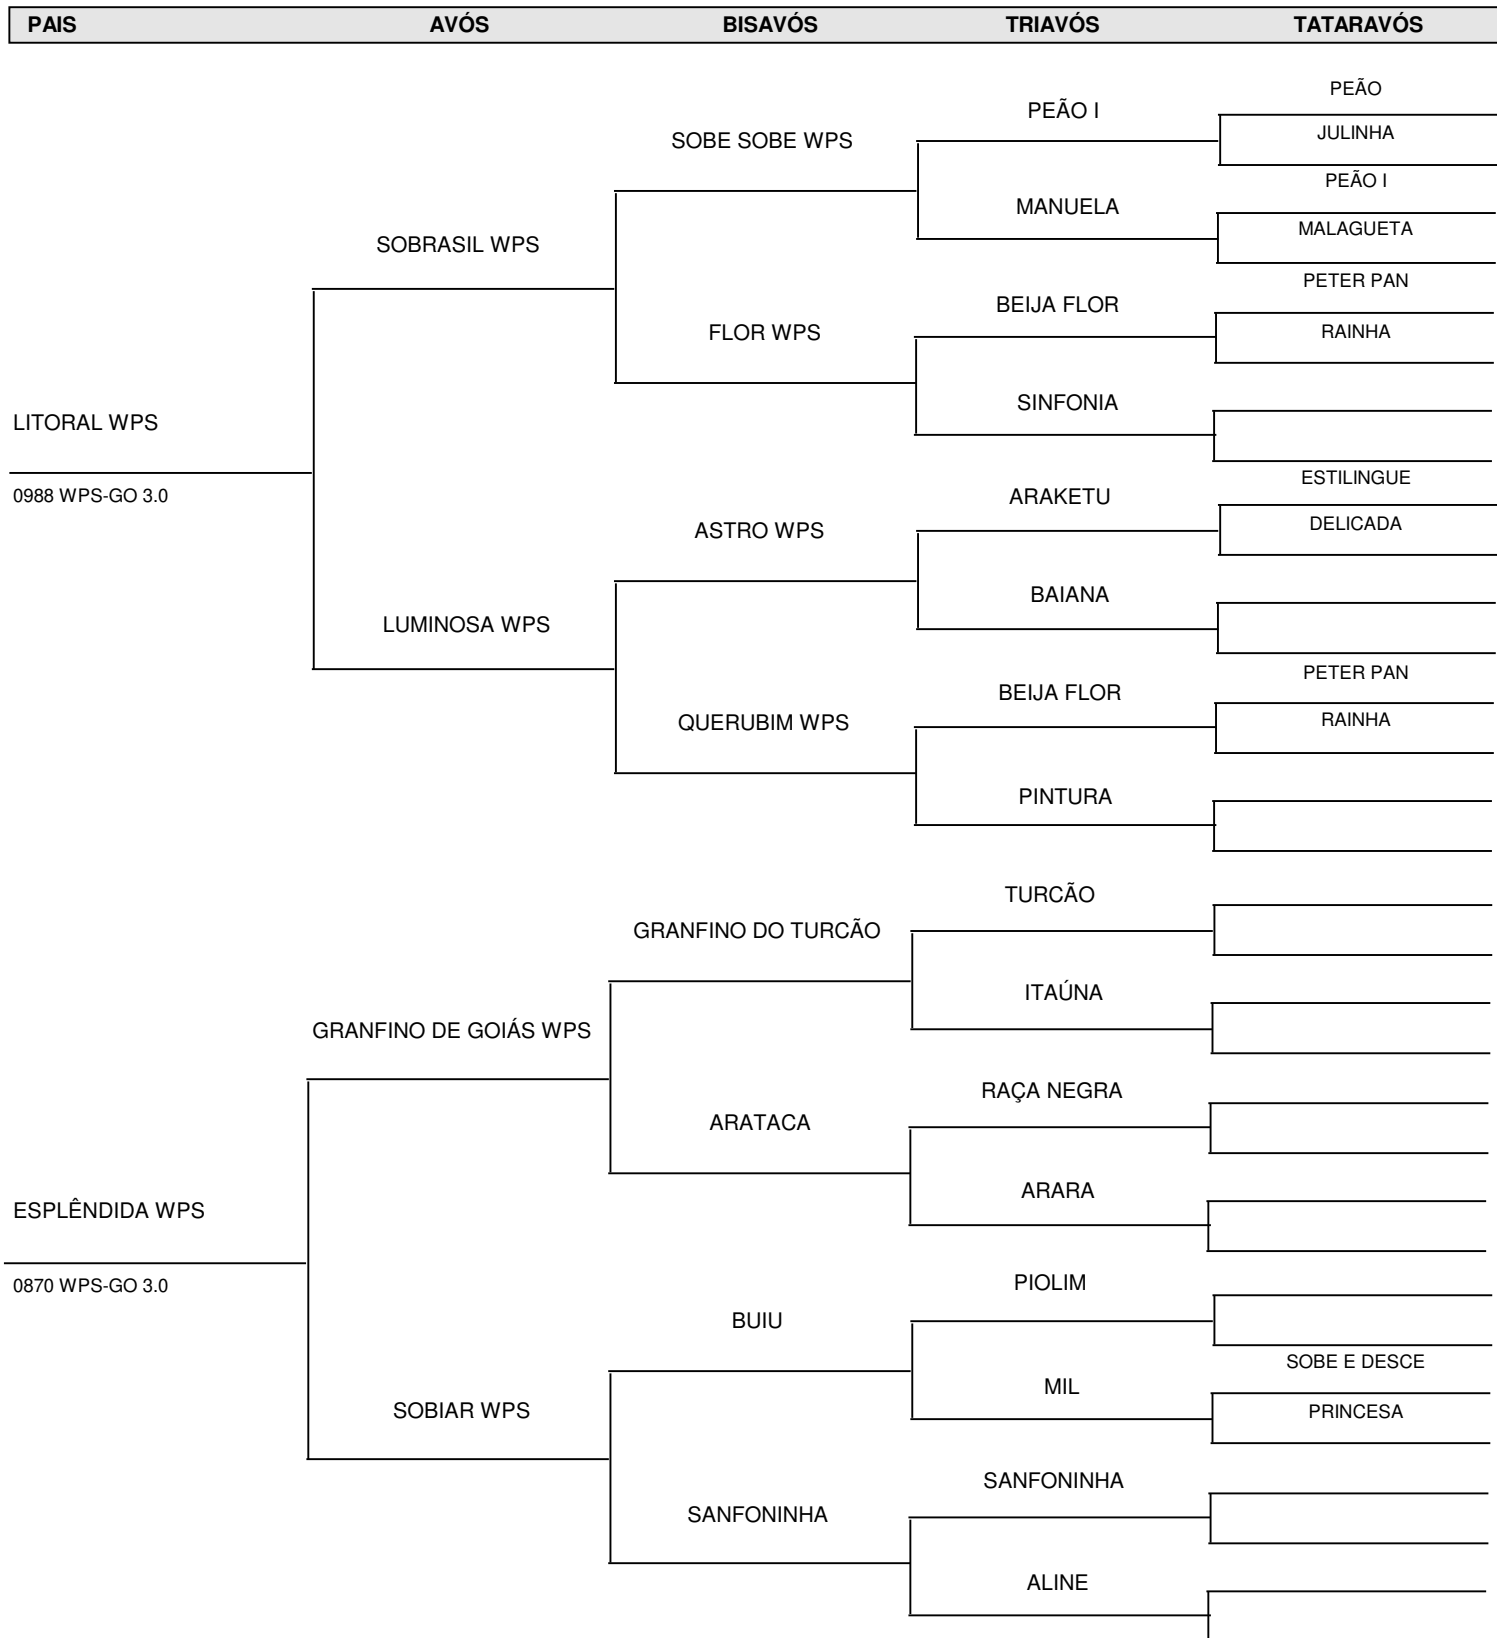 PAIS AVÓS BISAVÓS TRIAVÓS TATARAVÓS
PEÃO
PEÃO I
JULINHA
SOBE SOBE WPS
PEÃO I
MANUELA
MALAGUETA
SOBRASIL WPS
PETER PAN
BEIJA FLOR
FLOR WPS
RAINHA
SINFONIA
LITORAL WPS
0988 WPS-GO 3.0
ESTILINGUE
ARAKETU
DELICADA
ASTRO WPS
BAIANA
LUMINOSA WPS
PETER PAN
BEIJA FLOR
QUERUBIM WPS
RAINHA
PINTURA
TURCÃO
GRANFINO DO TURCÃO
ITAÚNA
GRANFINO DE GOIÁS WPS
RAÇA NEGRA
ARATACA
ARARA
ESPLÊNDIDA WPS
0870 WPS-GO 3.0
PIOLIM
BUIU
SOBE E DESCE
MIL
SOBIAR WPS
PRINCESA
SANFONINHA
SANFONINHA
ALINE